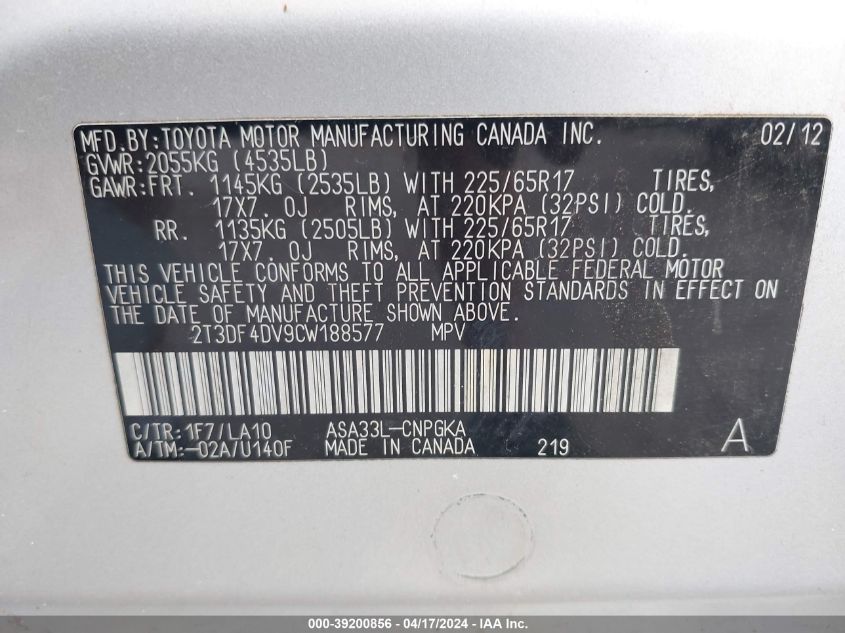 MFD.BY:TOYOTA MOTOR MANUFACTURING CANADA INC. 02/12
GVWR:2055KG (4535LB)
GAWR:FRT. 1145KG (2535LB) WITH 225/65R17 TIRES,
17X7.0J RIMS, AT 220KPA (32PSI) COLD.
RR. 1135KG (2505LB) WITH 225/65R17 TIRES,
17X7.0J RIMS, AT 220KPA (32PSI) COLD.
THIS VEHICLE CONFORMS TO ALL APPLICABLE FEDERAL MOTOR
VEHICLE SAFETY AND THEFT PREVENTION STANDARDS IN EFFECT ON
THE DATE OF MANUFACTURE SHOWN ABOVE.
2T3DF4DV9CW188577 MPV
C/TR:1F7/LA10 ASA33L-CNPGKA
A/TM:-02A/U140F MADE IN CANADA 219 A
000-39200856 | 04/17/2024 | IAA Inc.